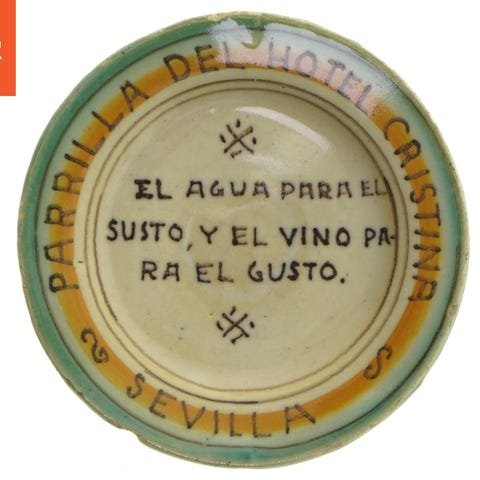 PARRILLA DEL HOTEL CRISTINA
SEVILLA
EL AGUA PARA EL
SUSTO, Y EL VINO PA-
RA EL GUSTO.